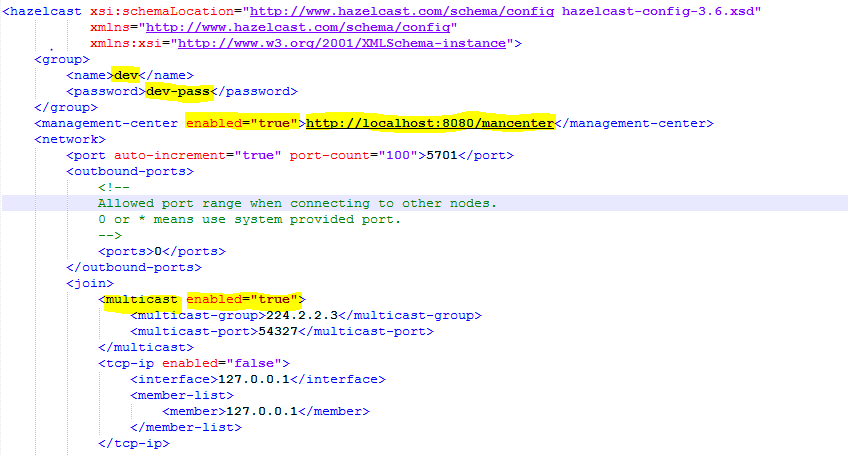 <hazelcast xsi:schemaLocation="http://www.hazelcast.com/schema/config hazelcast-config-3.6.xsd"
xmlns="http://www.hazelcast.com/schema/config"
xmlns:xsi="http://www.w3.org/2001/XMLSchema-instance">
<group>
<name>dev</name>
<password>dev-pass</password>
</group>
<management-center enabled="true">http://localhost:8080/mancenter</management-center>
<network>
<port auto-increment="true" port-count="100">5701</port>
<outbound-ports>
<!--
Allowed port range when connecting to other nodes.
0 or * means use system provided port.
-->
<ports>0</ports>
</outbound-ports>
<join>
<multicast enabled="true">
<multicast-group>224.2.2.3</multicast-group>
<multicast-port>54327</multicast-port>
</multicast>
<tcp-ip enabled="false">
<interface>127.0.0.1</interface>
<member-list>
<member>127.0.0.1</member>
</member-list>
</tcp-ip>